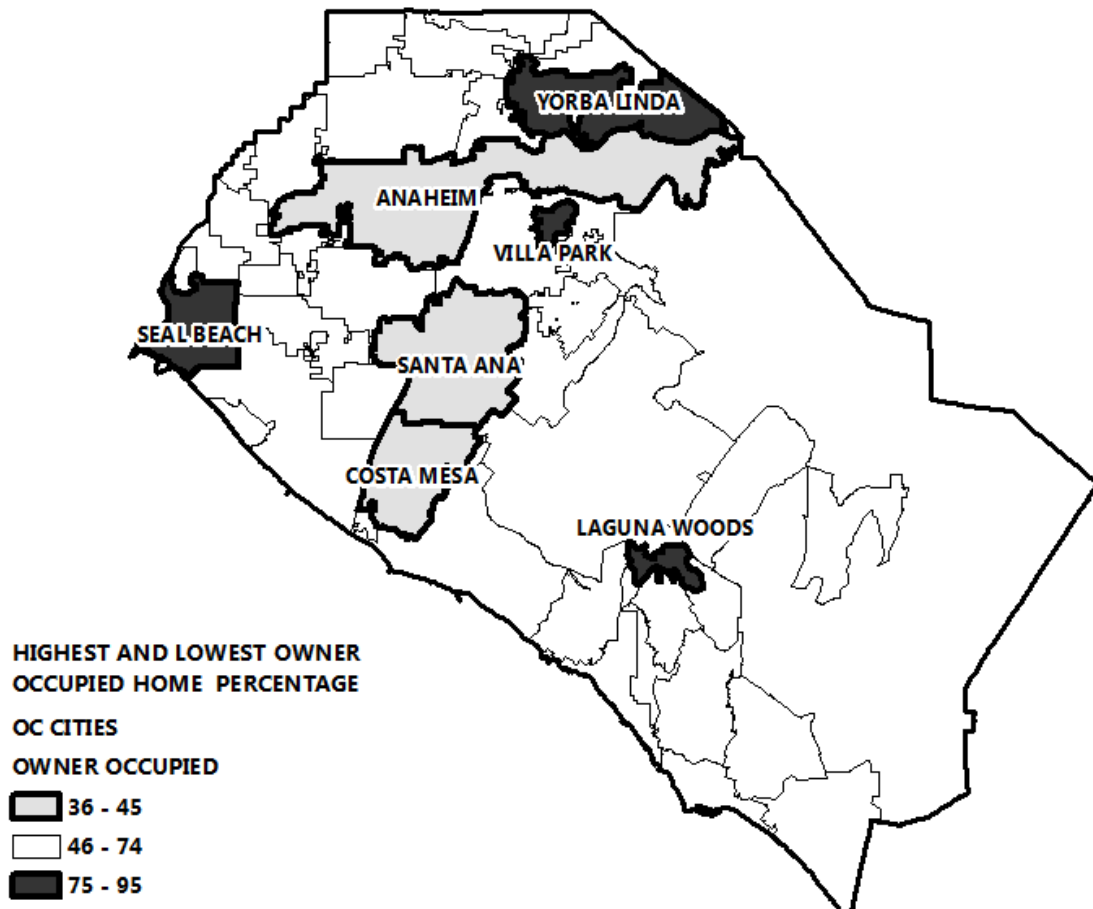 YORBA LINDA
ANAHEIM
VILLA PARK
SEAL BEACH
SANTA ANA
COSTA MESA
LAGUNA WOODS
HIGHEST AND LOWEST OWNER
OCCUPIED HOME PERCENTAGE
OC CITIES
OWNER OCCUPIED
36 - 45
46 - 74
75 - 95